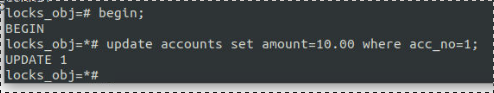 locks_obj=# begin;
BEGIN
locks_obj=*# update accounts set amount=10.00 where acc_no=1;
UPDATE 1
locks_obj=*#